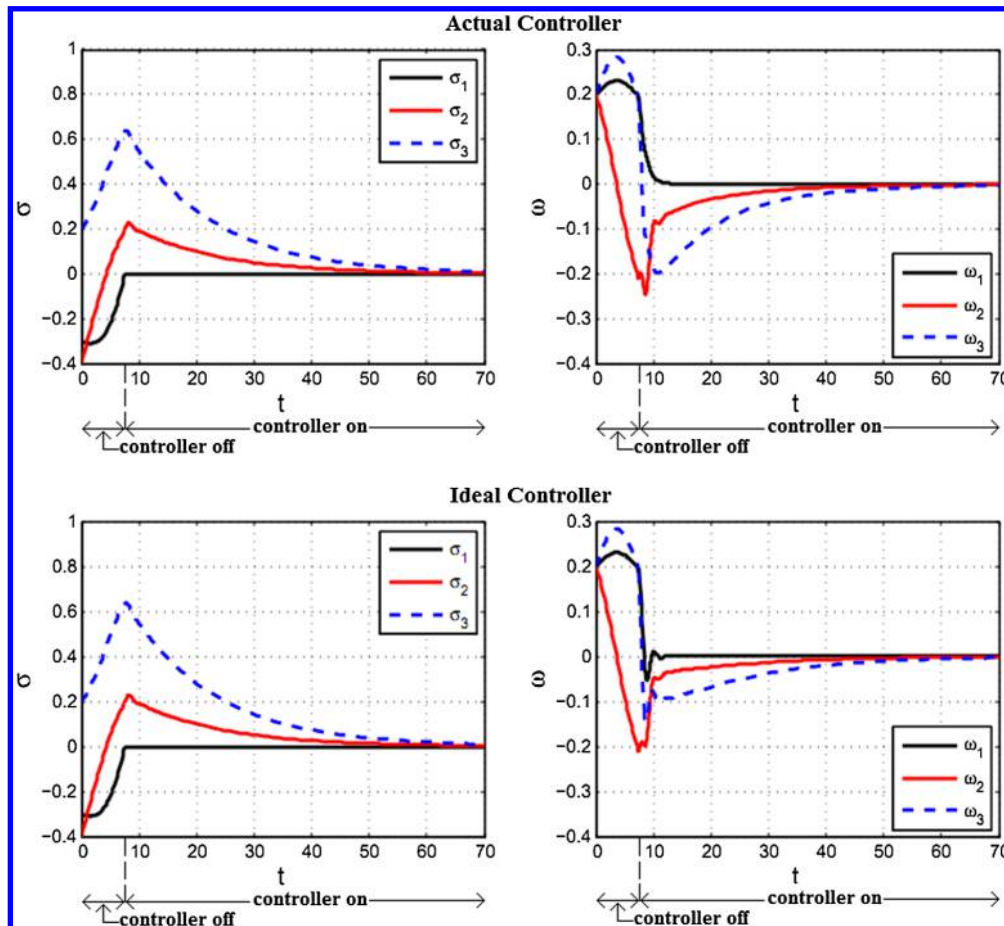 Actual Controller
1
0.8
0.6
0.4
0.2
0
−0.2
−0.4
σ
σ1
σ2
σ3
0 10 20 30 40 50 60 70
t
controller on
controller off
0.3
0.2
0.1
0
−0.1
−0.2
−0.3
−0.4
ω
ω1
ω2
ω3
0 10 20 30 40 50 60 70
t
controller on
controller off
Ideal Controller
1
0.8
0.6
0.4
0.2
0
−0.2
−0.4
σ
σ1
σ2
σ3
0 10 20 30 40 50 60 70
t
controller on
controller off
0.3
0.2
0.1
0
−0.1
−0.2
−0.3
−0.4
ω
ω1
ω2
ω3
0 10 20 30 40 50 60 70
t
controller on
controller off